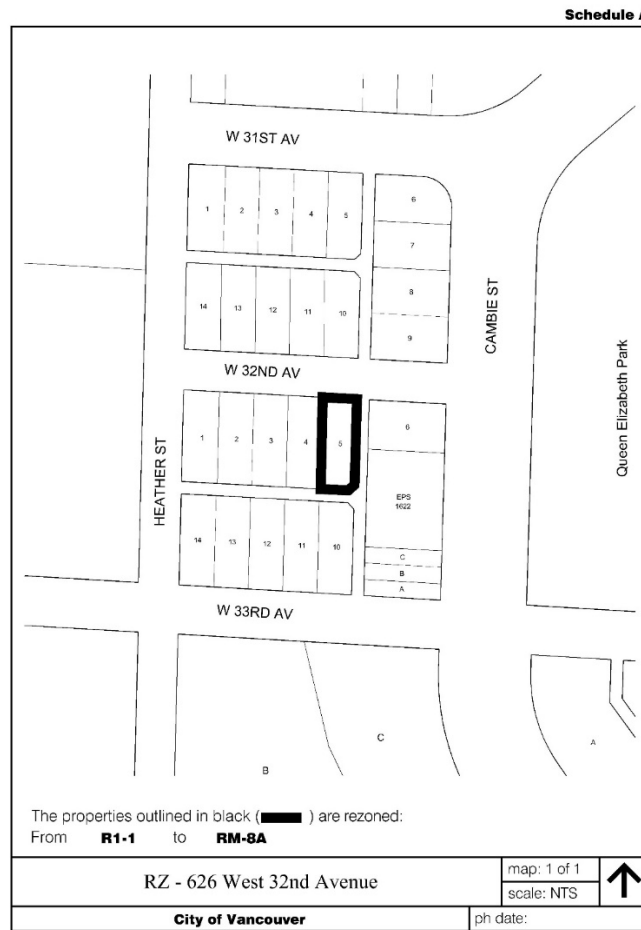 Schedule A
W 31ST AV
1 2 3 4 5
6
7
8
9
14 13 12 11 10
CAMBIE ST
Queen Elizabeth Park
W 32ND AV
HEATHER ST
1 2 3 4 5
6
EPS
1622
C
B
A
14 13 12 11 10
W 33RD AV
B
C
A
The properties outlined in black ( ) are rezoned:
From R1-1 to RM-8A
RZ - 626 West 32nd Avenue
map: 1 of 1
scale: NTS
City of Vancouver
ph date: